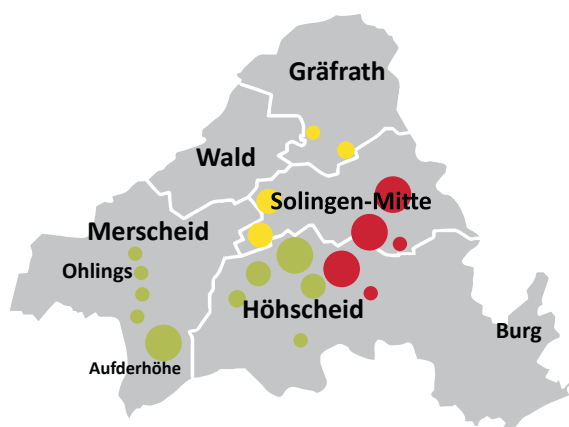 Gräfrath
Wald
Solingen-Mitte
Merscheid
Ohlings
Höhscheid
Burg
Aufderhöhe